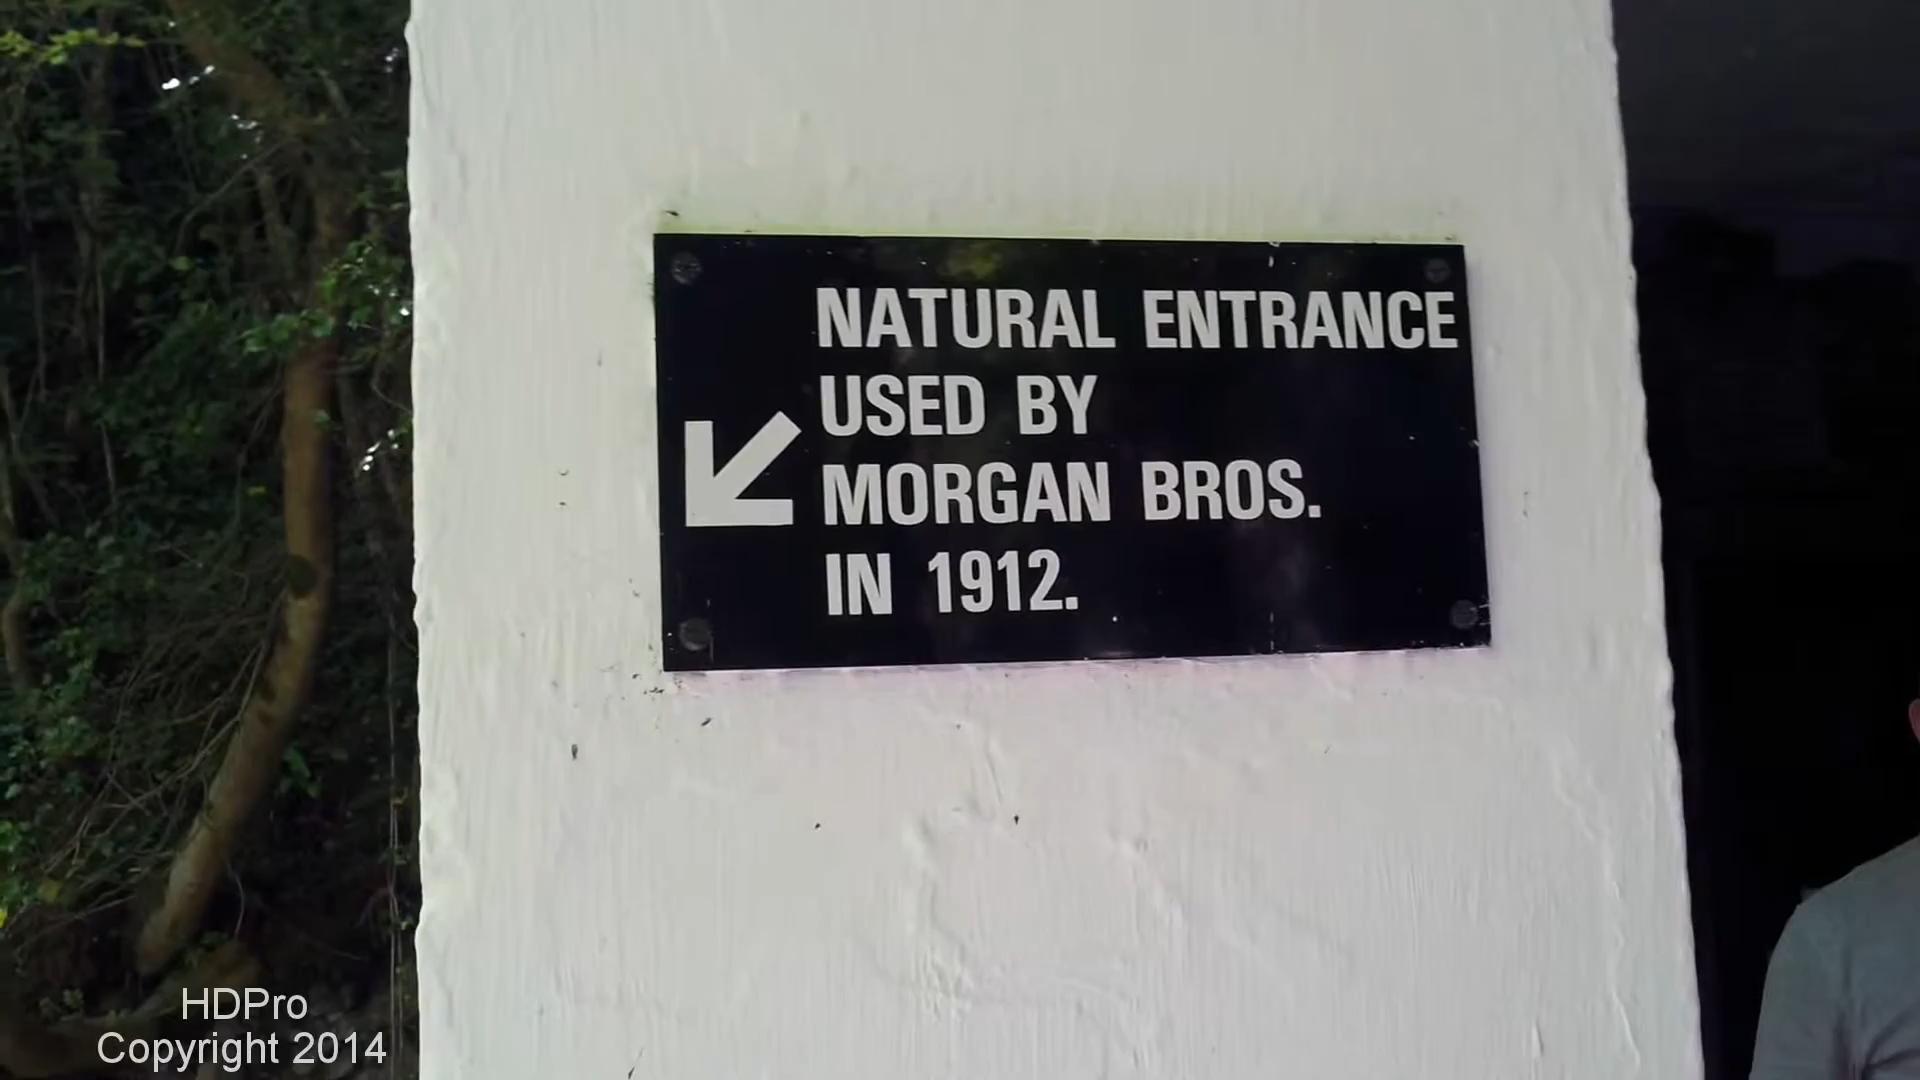 NATURAL ENTRANCE
USED BY
MORGAN BROS.
IN 1912.
HDPro
Copyright 2014